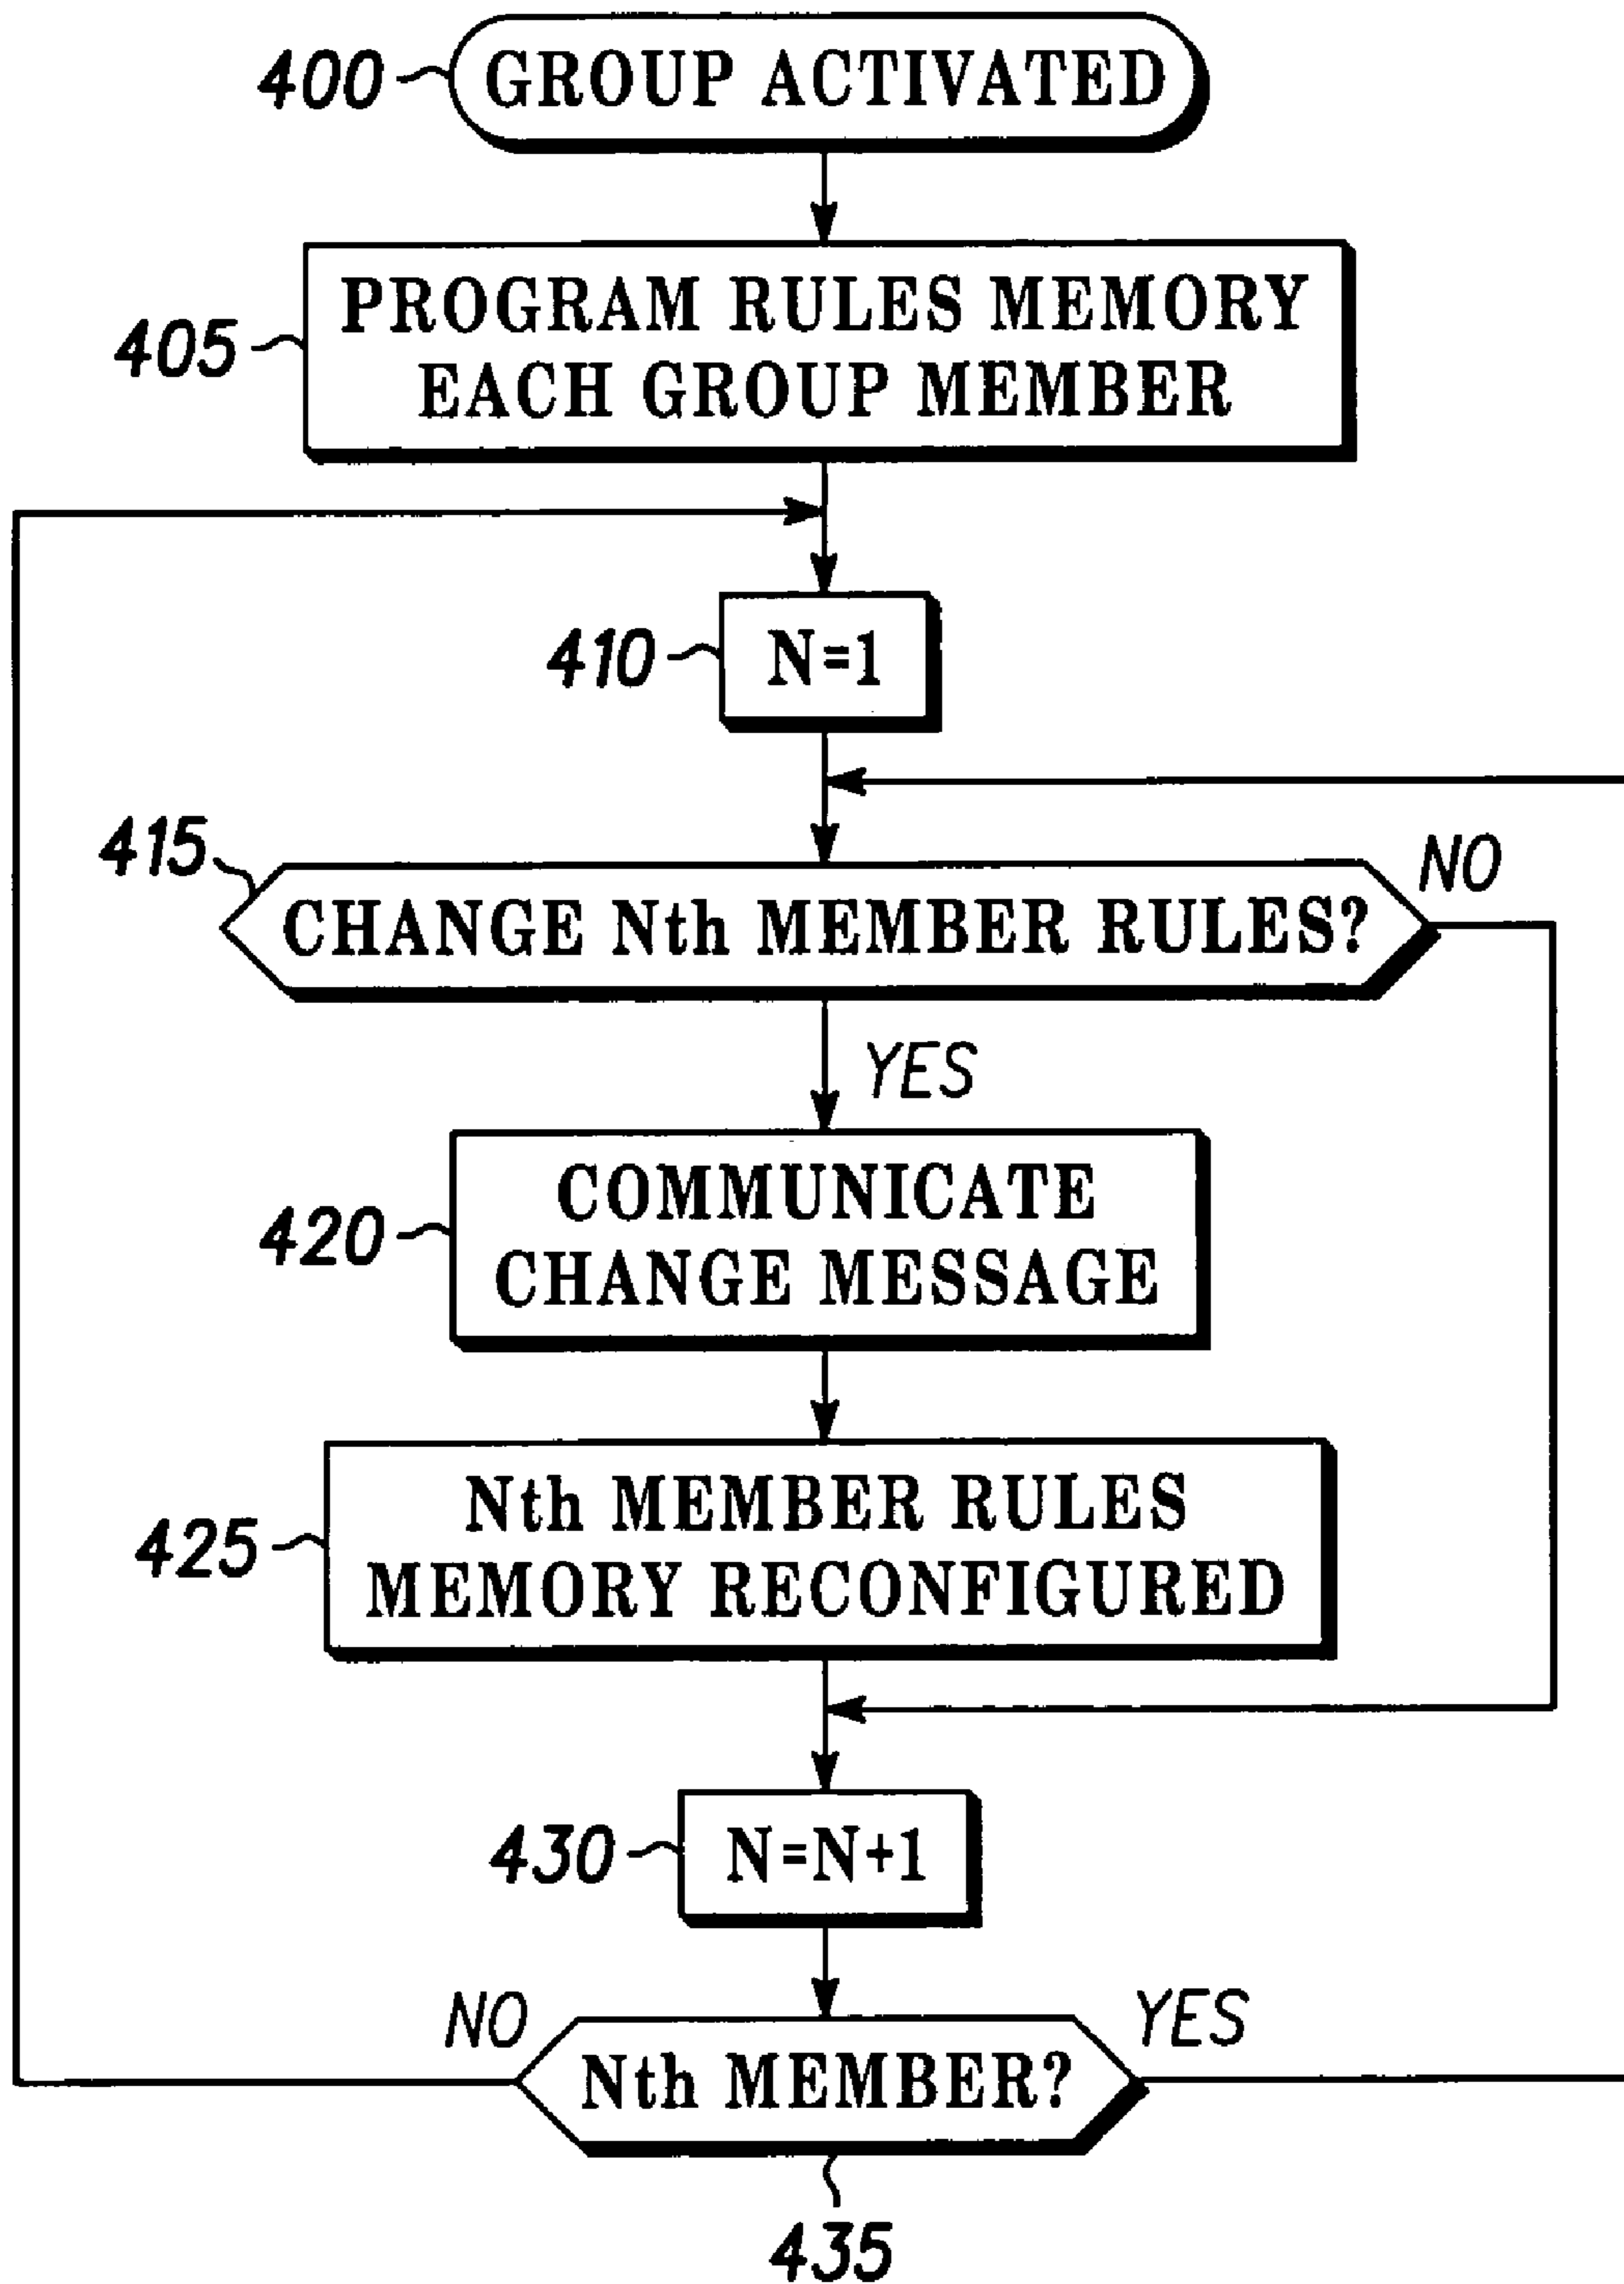 400
GROUP ACTIVATED
405
PROGRAM RULES MEMORY
EACH GROUP MEMBER
410
N=1
415
CHANGE Nth MEMBER RULES?
NO
YES
420
COMMUNICATE
CHANGE MESSAGE
425
Nth MEMBER RULES
MEMORY RECONFIGURED
430
N=N+1
NO
Nth MEMBER?
YES
435